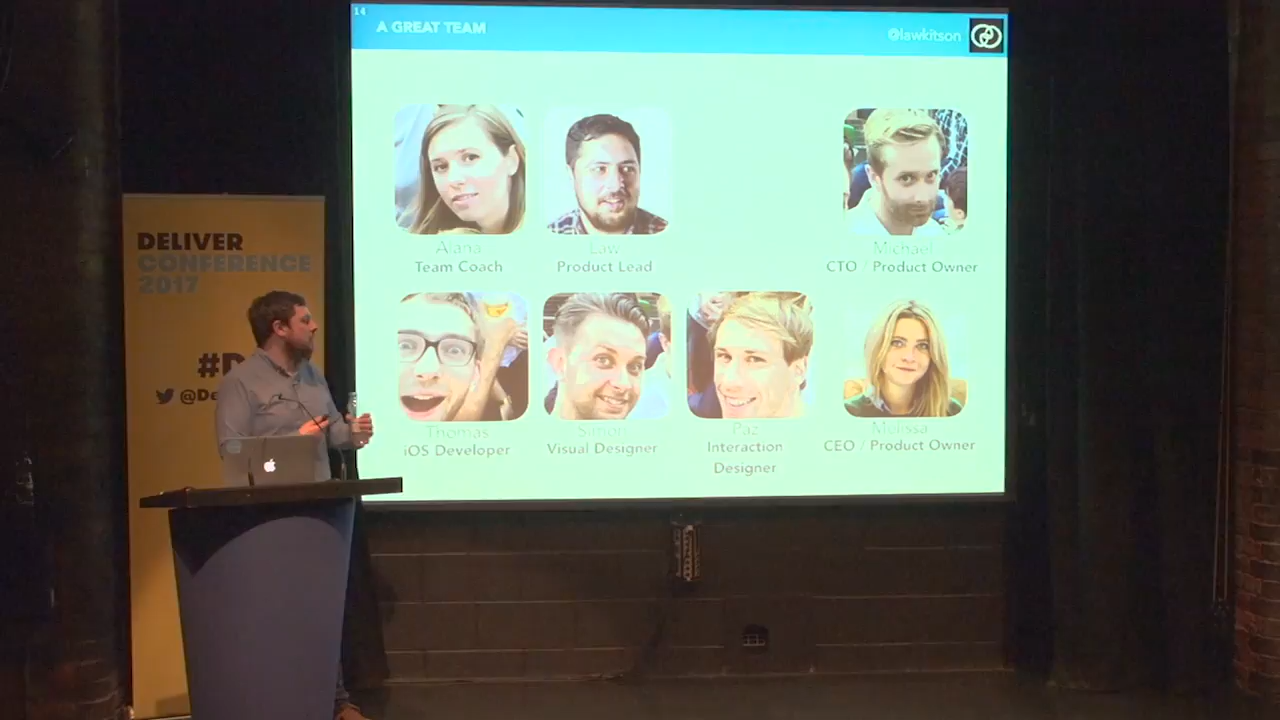 14
A GREAT TEAM
@lawkitson
Alana
Team Coach
Law
Product Lead
Michael
CTO / Product Owner
Thomas
iOS Developer
Simon
Visual Designer
Paz
Interaction
Designer
Melissa
CEO / Product Owner
DELIVER
CONFERENCE
2017
#D
@De